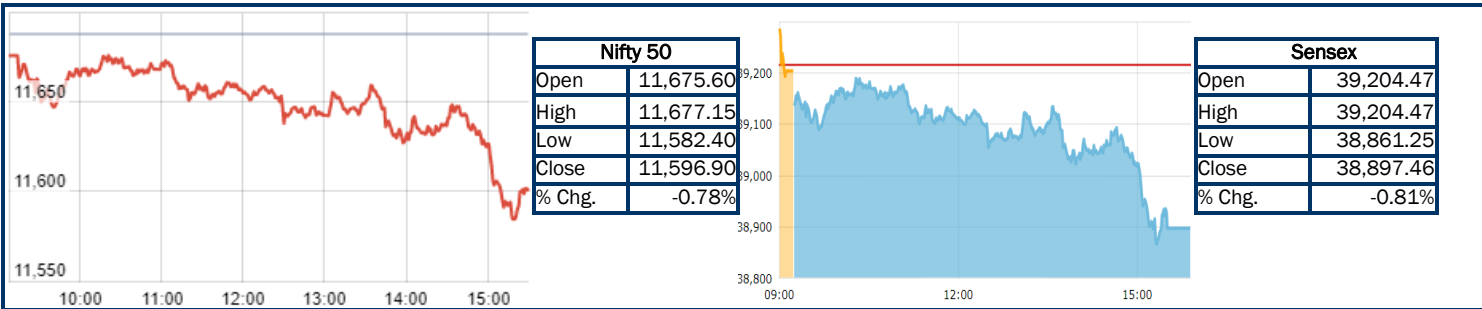 11,650
11,600
11,550
10:00 11:00 12:00 13:00 14:00 15:00
Nifty 50
Open 11,675.60
High 11,677.15
Low 11,582.40
Close 11,596.90
% Chg. -0.78%
39,200
39,100
39,000
38,900
38,800
09:00 12:00 15:00
Sensex
Open 39,204.47
High 39,204.47
Low 38,861.25
Close 38,897.46
% Chg. -0.81%